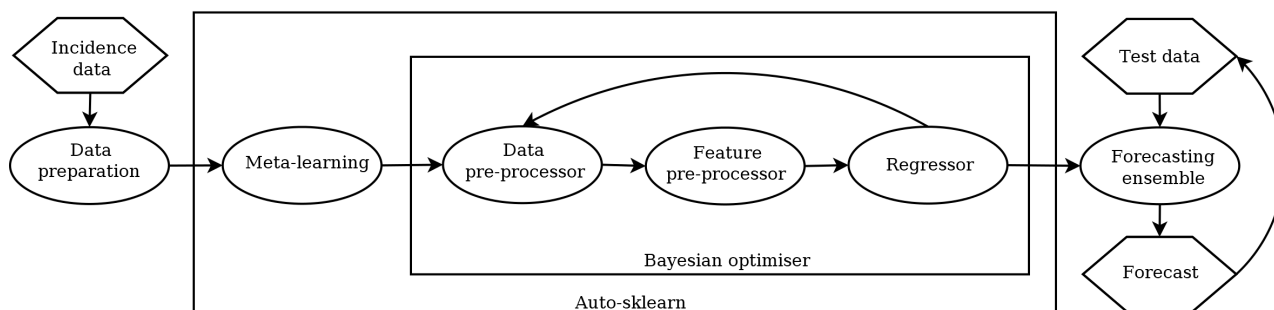 Incidence
data
Data
preparation
Meta-learning
Data
pre-processor
Feature
pre-processor
Regressor
Bayesian optimiser
Auto-sklearn
Test data
Forecasting
ensemble
Forecast